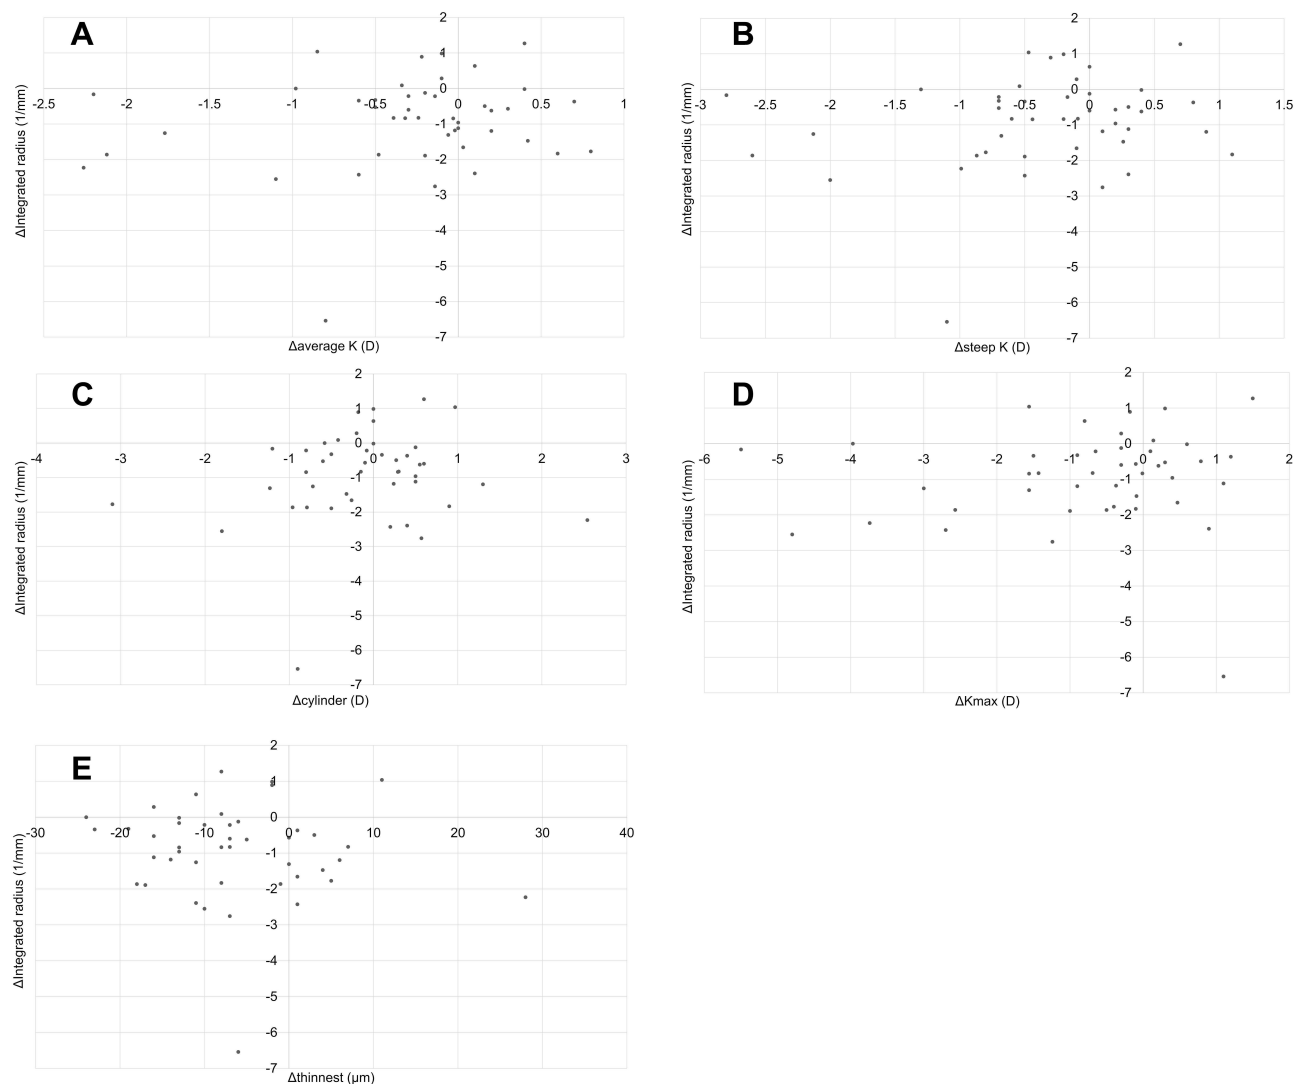 A
2
1
0
-2.5 -2 -1.5 -1 -0.5 0 0.5 1
-1
-2
-3
-4
-5
-6
-7
ΔIntegrated radius (1/mm)
Δaverage K (D)
B
2
1
0
-3 -2.5 -2 -1.5 -1 -0.5 0 0.5 1 1.5
-1
-2
-3
-4
-5
-6
-7
ΔIntegrated radius (1/mm)
Δsteep K (D)
C
2
1
0
-4 -3 -2 -1 0 1 2 3
-1
-2
-3
-4
-5
-6
-7
ΔIntegrated radius (1/mm)
Δcylinder (D)
D
2
1
0
-6 -5 -4 -3 -2 -1 0 1 2
-1
-2
-3
-4
-5
-6
-7
ΔIntegrated radius (1/mm)
ΔKmax (D)
E
2
1
0
-30 -20 -10 0 10 20 30 40
-1
-2
-3
-4
-5
-6
-7
ΔIntegrated radius (1/mm)
Δthinnest (μm)